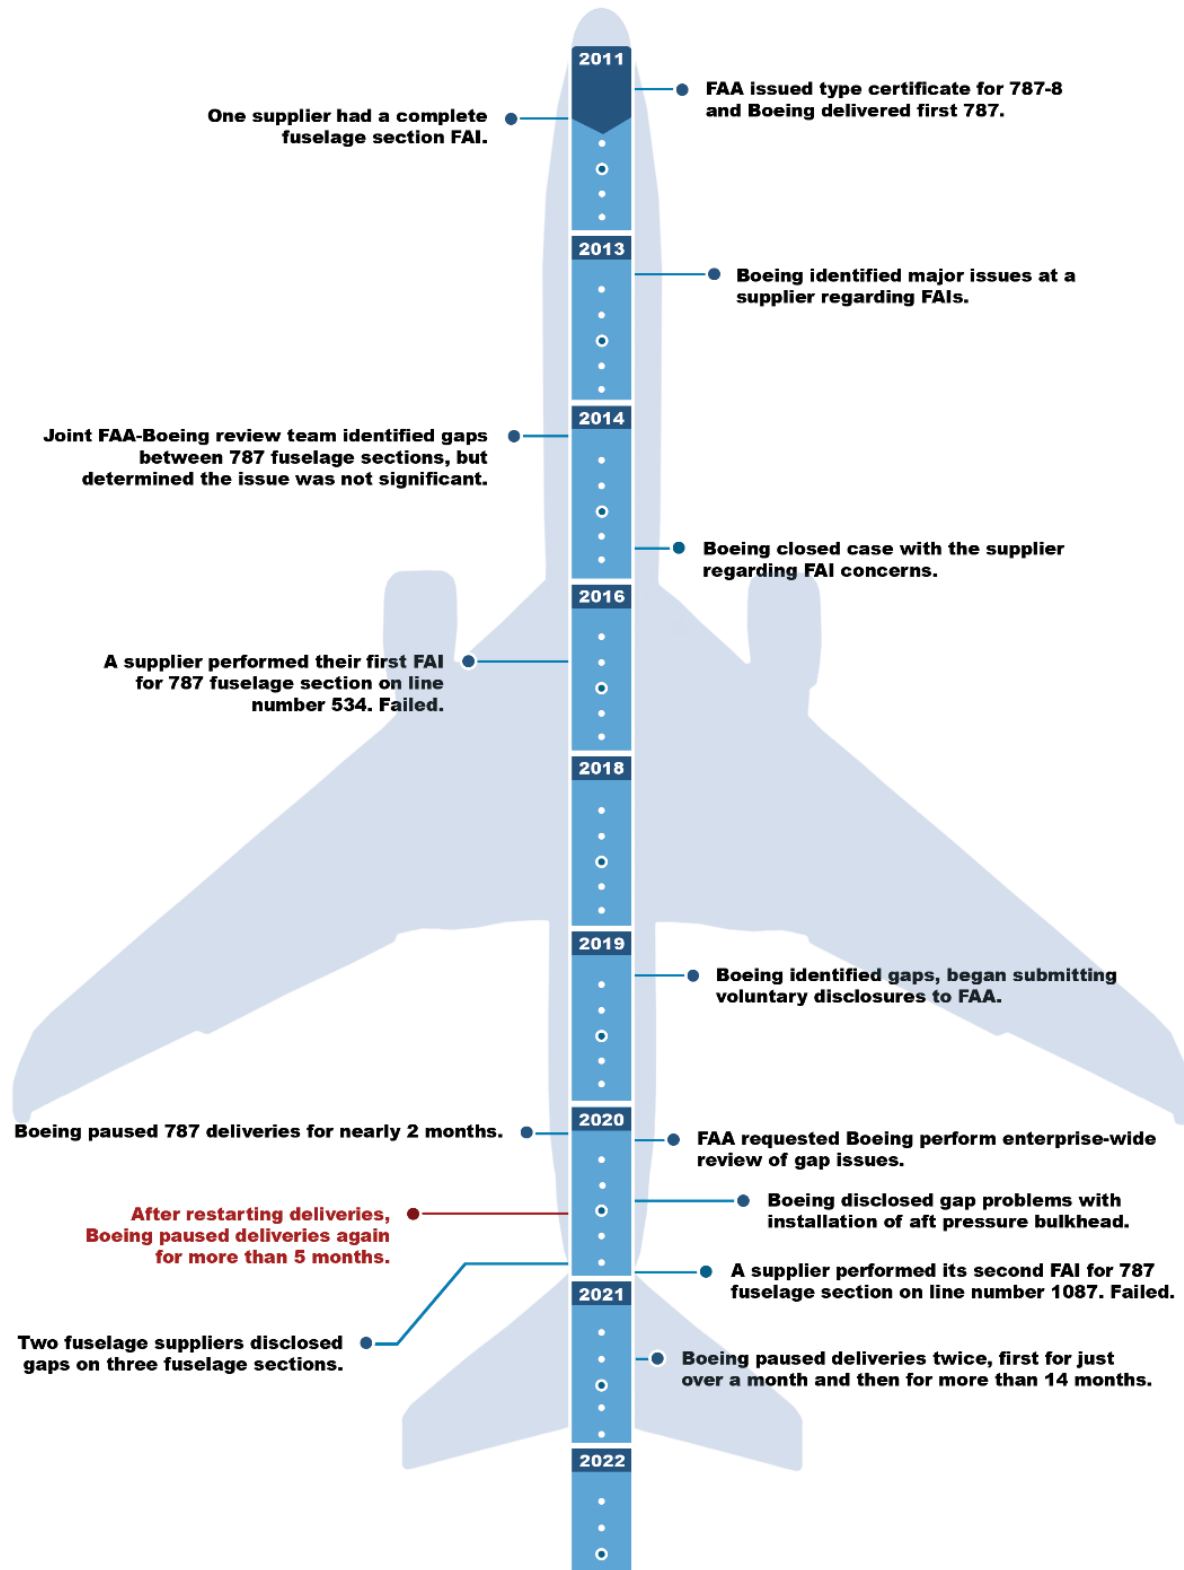 2011
FAA issued type certificate for 787-8
and Boeing delivered first 787.
One supplier had a complete
fuselage section FAI.
2013
Boeing identified major issues at a
supplier regarding FAIs.
2014
Joint FAA-Boeing review team identified gaps
between 787 fuselage sections, but
determined the issue was not significant.
Boeing closed case with the supplier
regarding FAI concerns.
2016
A supplier performed their first FAI
for 787 fuselage section on line
number 534. Failed.
2018
2019
Boeing identified gaps, began submitting
voluntary disclosures to FAA.
2020
Boeing paused 787 deliveries for nearly 2 months.
FAA requested Boeing perform enterprise-wide
review of gap issues.
Boeing disclosed gap problems with
installation of aft pressure bulkhead.
After restarting deliveries,
Boeing paused deliveries again
for more than 5 months.
A supplier performed its second FAI for 787
fuselage section on line number 1087. Failed.
2021
Two fuselage suppliers disclosed
gaps on three fuselage sections.
Boeing paused deliveries twice, first for just
over a month and then for more than 14 months.
2022